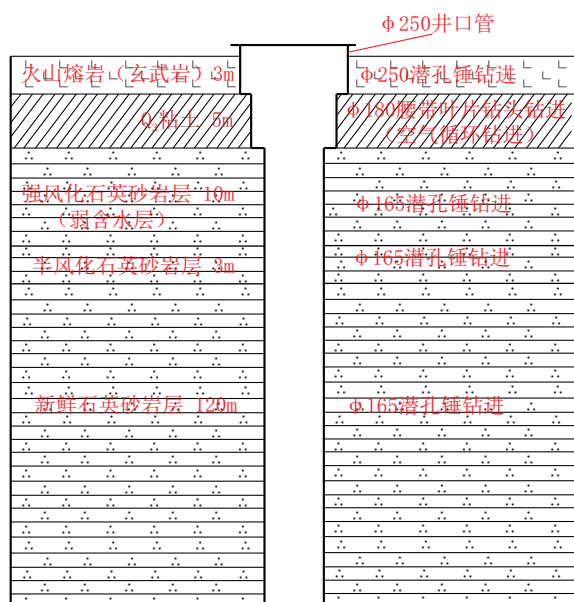 φ250井口管
火山熔岩（玄武岩）3m
φ250潜孔锤钻进
Q3粘土 5m
φ180腰带叶片钻头钻进
（空气循环钻进）
强风化石英砂岩层 10m
（弱含水层）
φ165潜孔锤钻进
半风化石英砂岩层 3m
φ165潜孔锤钻进
新鲜石英砂岩层 120m
φ165潜孔锤钻进